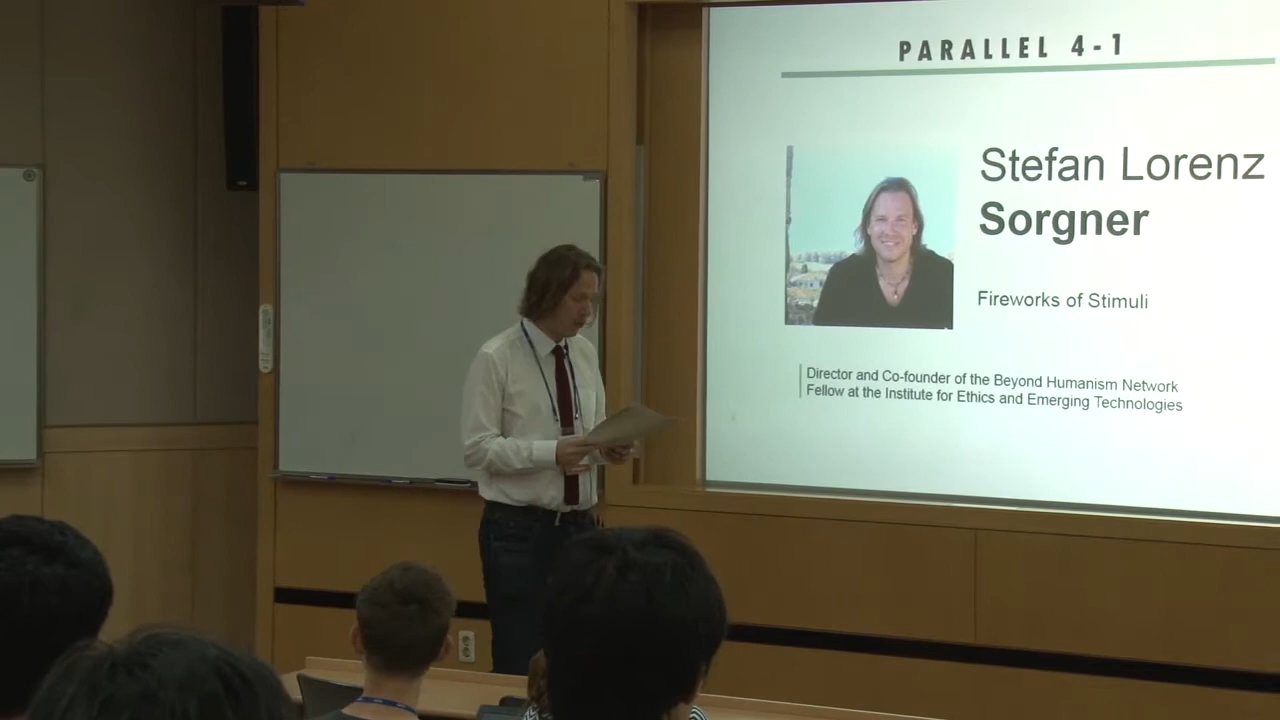 PARALLEL 4-1
Stefan Lorenz
Sorgner
Fireworks of Stimuli
Director and Co-founder of the Beyond Humanism Network
Fellow at the Institute for Ethics and Emerging Technologies